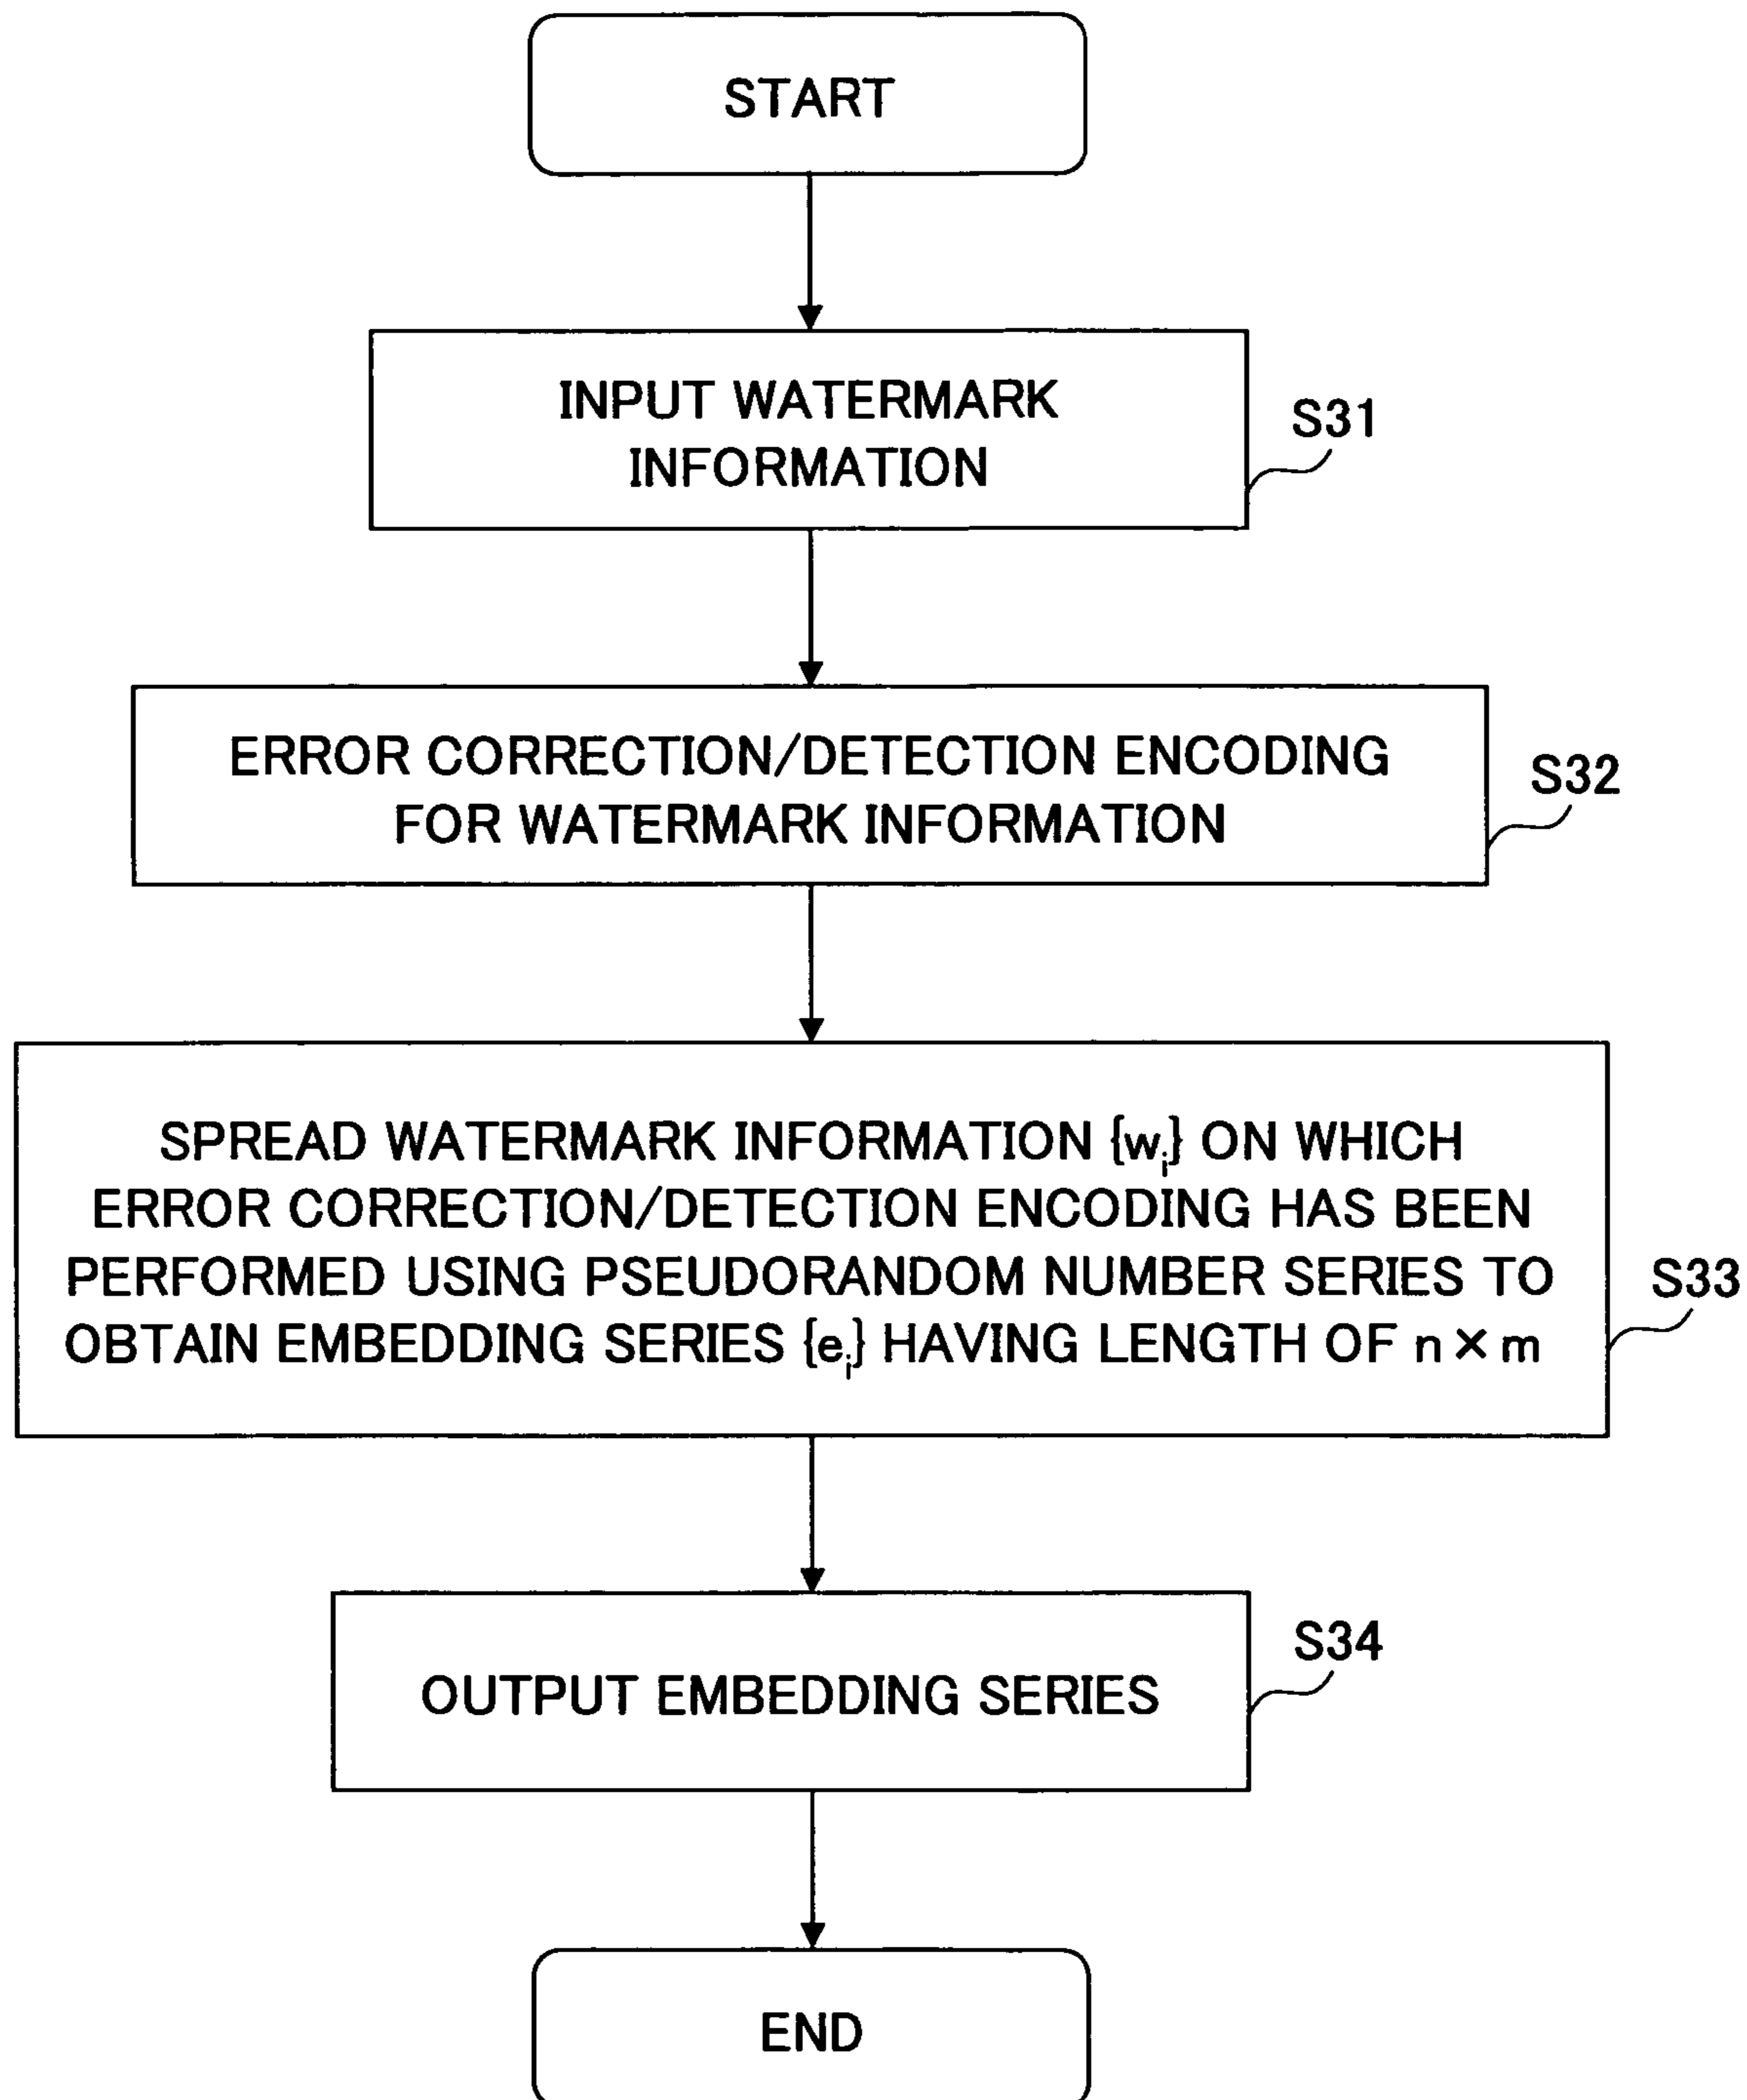 START
INPUT WATERMARK
INFORMATION
S31
ERROR CORRECTION/DETECTION ENCODING
FOR WATERMARK INFORMATION
S32
SPREAD WATERMARK INFORMATION {wᵢ} ON WHICH
ERROR CORRECTION/DETECTION ENCODING HAS BEEN
PERFORMED USING PSEUDORANDOM NUMBER SERIES TO
OBTAIN EMBEDDING SERIES {eᵢ} HAVING LENGTH OF n × m
S33
OUTPUT EMBEDDING SERIES
S34
END